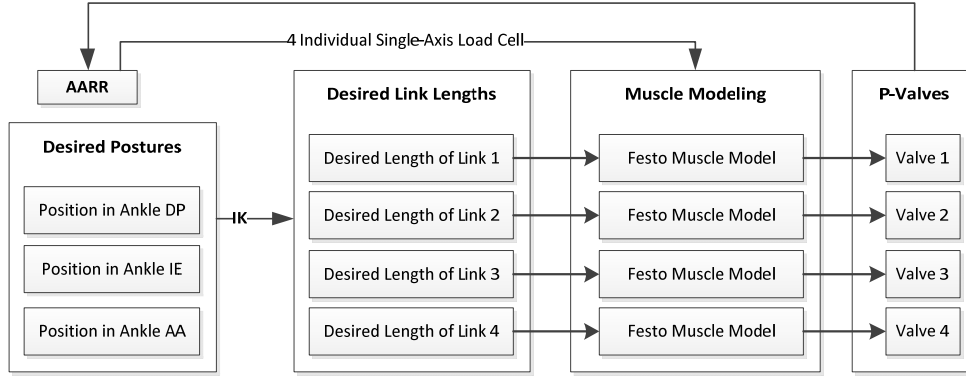 4 Individual Single-Axis Load Cell
AARR
Desired Postures
Position in Ankle DP
Position in Ankle IE
Position in Ankle AA
IK
Desired Link Lengths
Desired Length of Link 1
Desired Length of Link 2
Desired Length of Link 3
Desired Length of Link 4
Muscle Modeling
Festo Muscle Model
Festo Muscle Model
Festo Muscle Model
Festo Muscle Model
P-Valves
Valve 1
Valve 2
Valve 3
Valve 4